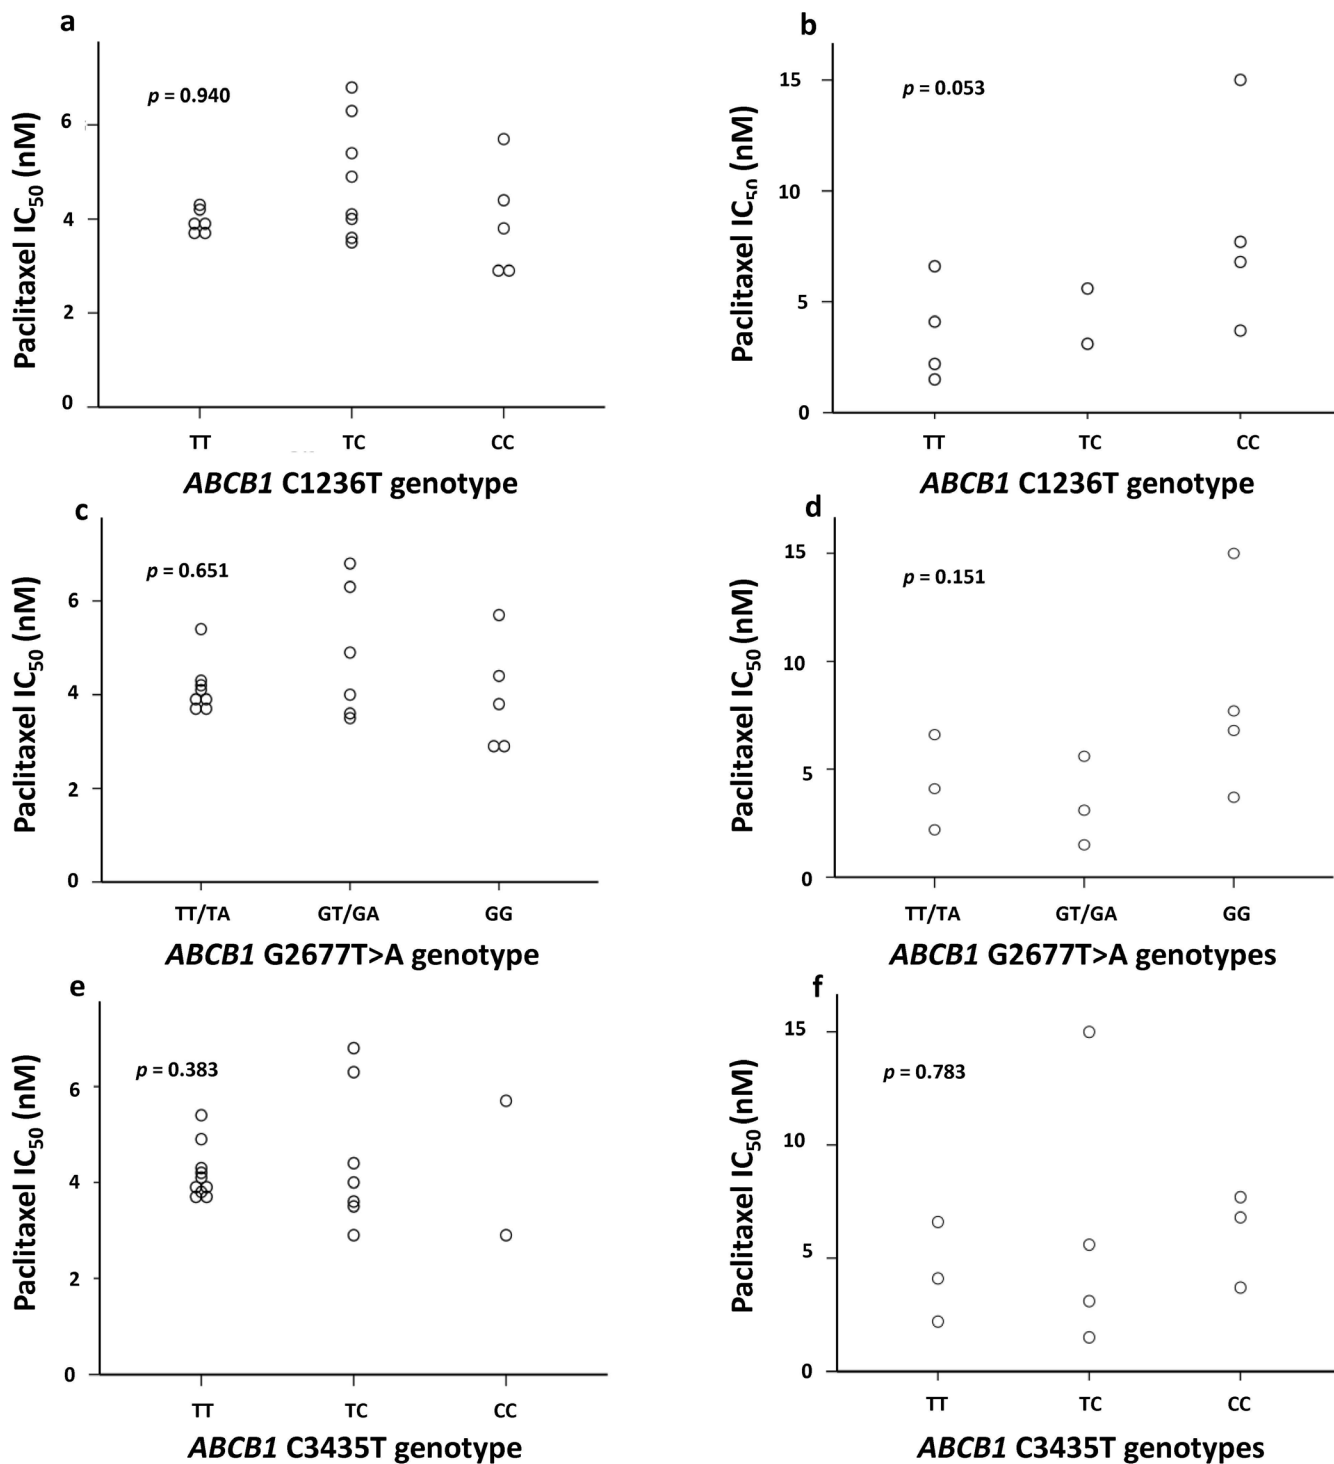 a
Paclitaxel IC50 (nM)
p = 0.940
6
4
2
0
TT TC CC
ABCB1 C1236T genotype
b
Paclitaxel IC50 (nM)
p = 0.053
15
10
5
0
TT TC CC
ABCB1 C1236T genotype
c
Paclitaxel IC50 (nM)
p = 0.651
6
4
2
0
TT/TA GT/GA GG
ABCB1 G2677T>A genotype
d
Paclitaxel IC50 (nM)
p = 0.151
15
10
5
0
TT/TA GT/GA GG
ABCB1 G2677T>A genotypes
e
Paclitaxel IC50 (nM)
p = 0.383
6
4
2
0
TT TC CC
ABCB1 C3435T genotype
f
Paclitaxel IC50 (nM)
p = 0.783
15
10
5
0
TT TC CC
ABCB1 C3435T genotypes